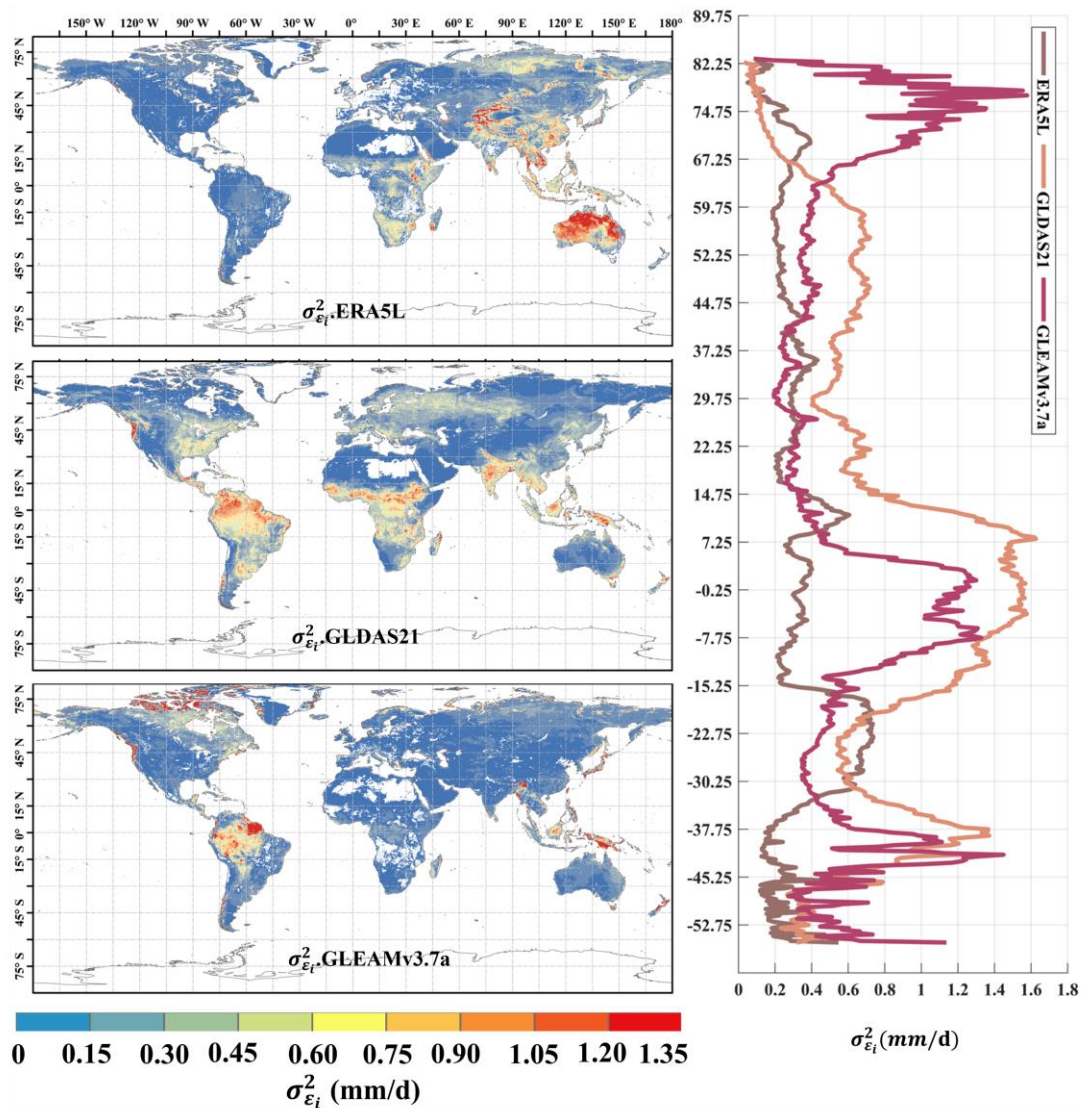 150° W 120° W 90° W 60° W 30° W 0° 30° E 60° E 90° E 120° E 150° E 180°
75° N
45° N
15° N
0°
15° S
45° S
75° S
σ²εᵢ.ERA5L
75° N
45° N
15° N
0°
15° S
45° S
75° S
σ²εᵢ.GLDAS21
75° N
45° N
15° N
0°
15° S
45° S
75° S
σ²εᵢ.GLEAMv3.7a
0 0.15 0.30 0.45 0.60 0.75 0.90 1.05 1.20 1.35
σ²εᵢ (mm/d)
89.75
82.25
74.75
67.25
59.75
52.25
44.75
37.25
29.75
22.25
14.75
7.25
-0.25
-7.75
-15.25
-22.75
-30.25
-37.75
-45.25
-52.75
ERA5L
GLDAS21
GLEAMv3.7a
0 0.2 0.4 0.6 0.8 1 1.2 1.4 1.6 1.8
σ²εᵢ(mm/d)